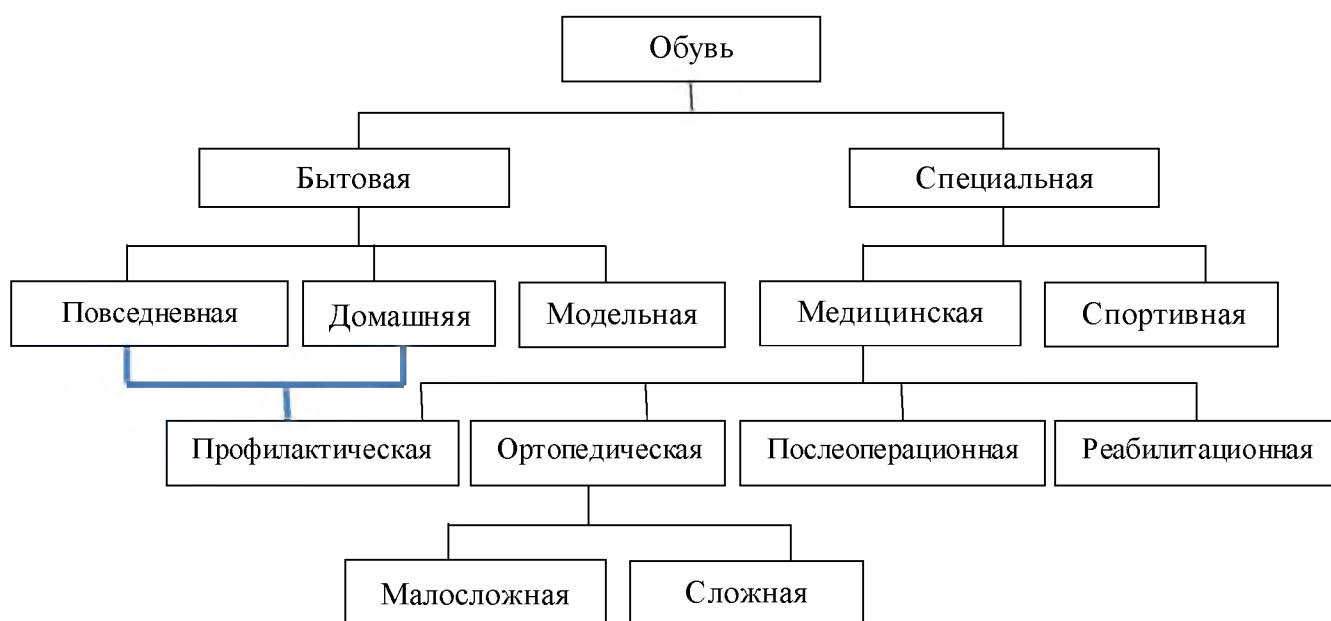 Обувь
Бытовая
Специальная
Повседневная
Домашняя
Модельная
Медицинская
Спортивная
Профилактическая
Ортопедическая
Послеоперационная
Реабилитационная
Малосложная
Сложная